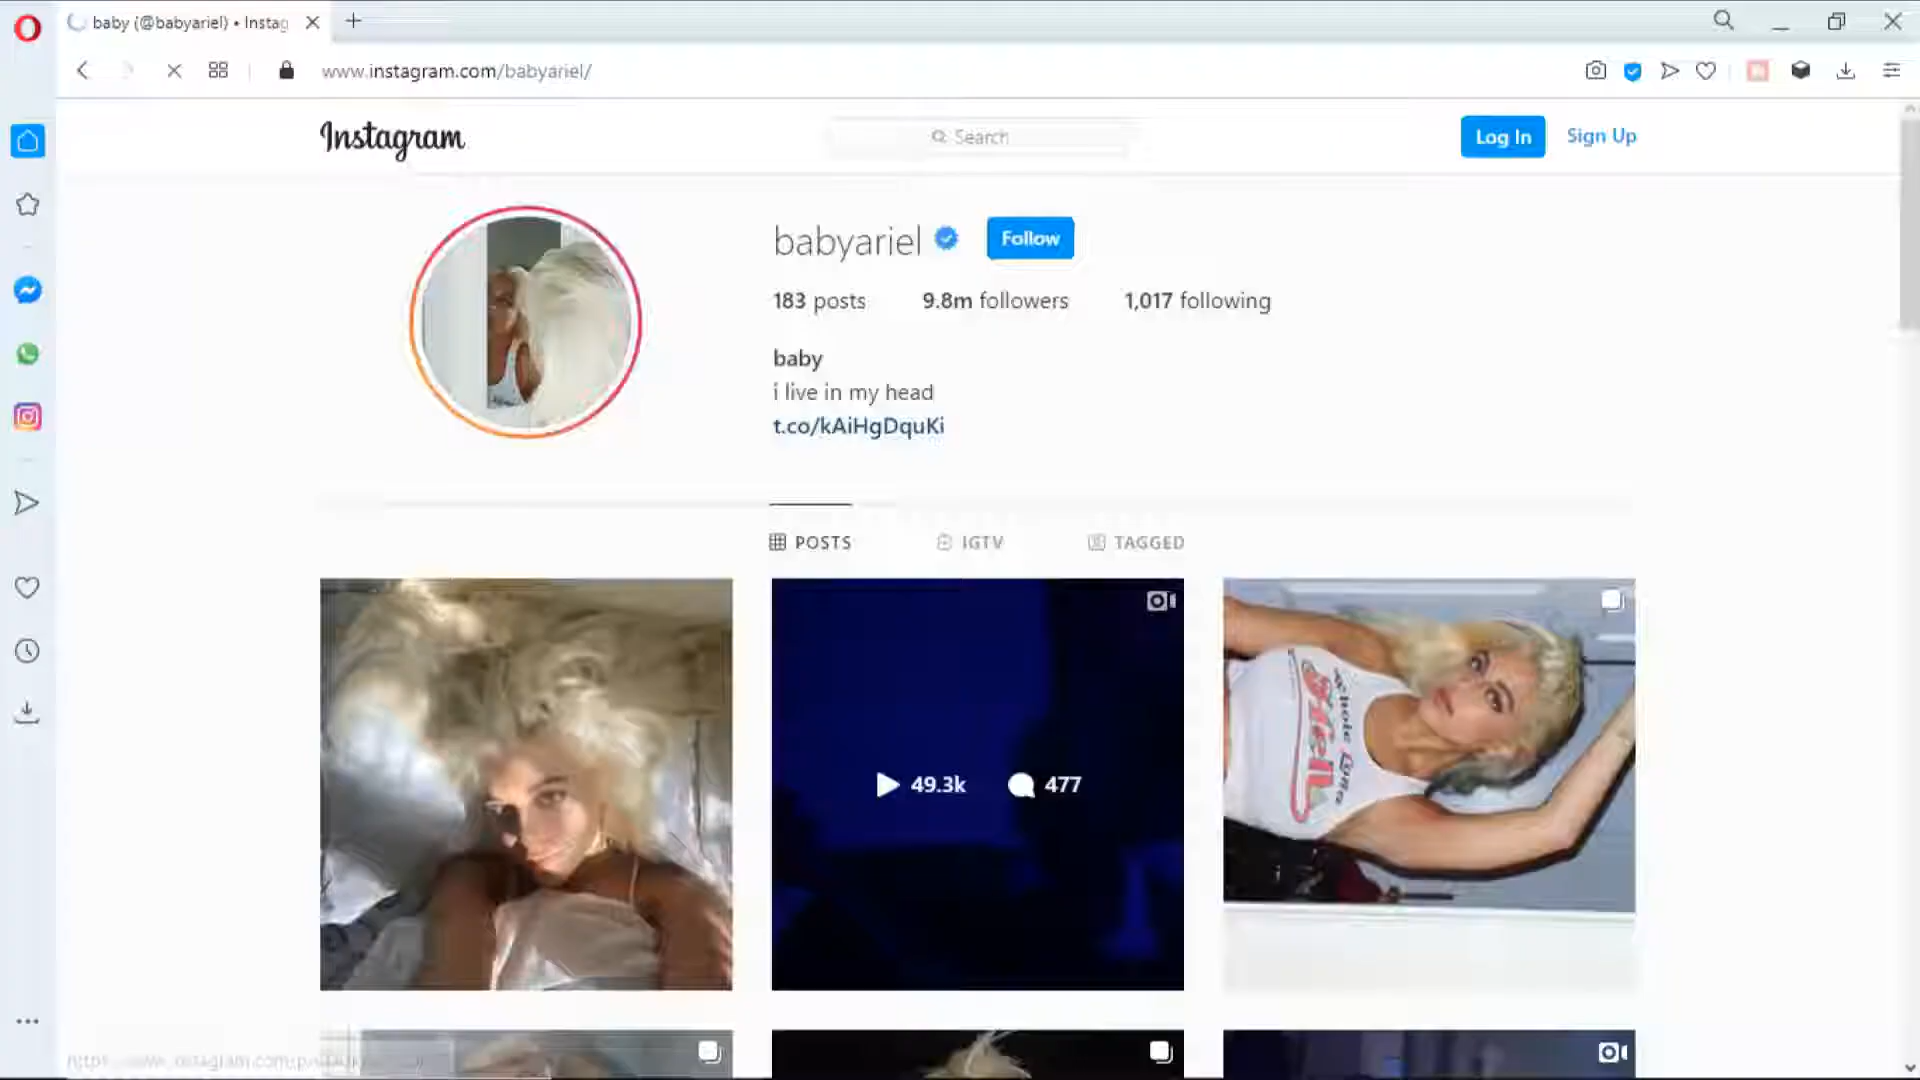 baby (@babyariel) • Instag
www.instagram.com/babyariel/
Instagram
Search
Log In
Sign Up
babyariel
Follow
183 posts
9.8m followers
1,017 following
baby
i live in my head
t.co/kAiHgDquKi
POSTS
IGTV
TAGGED
49.3k
477